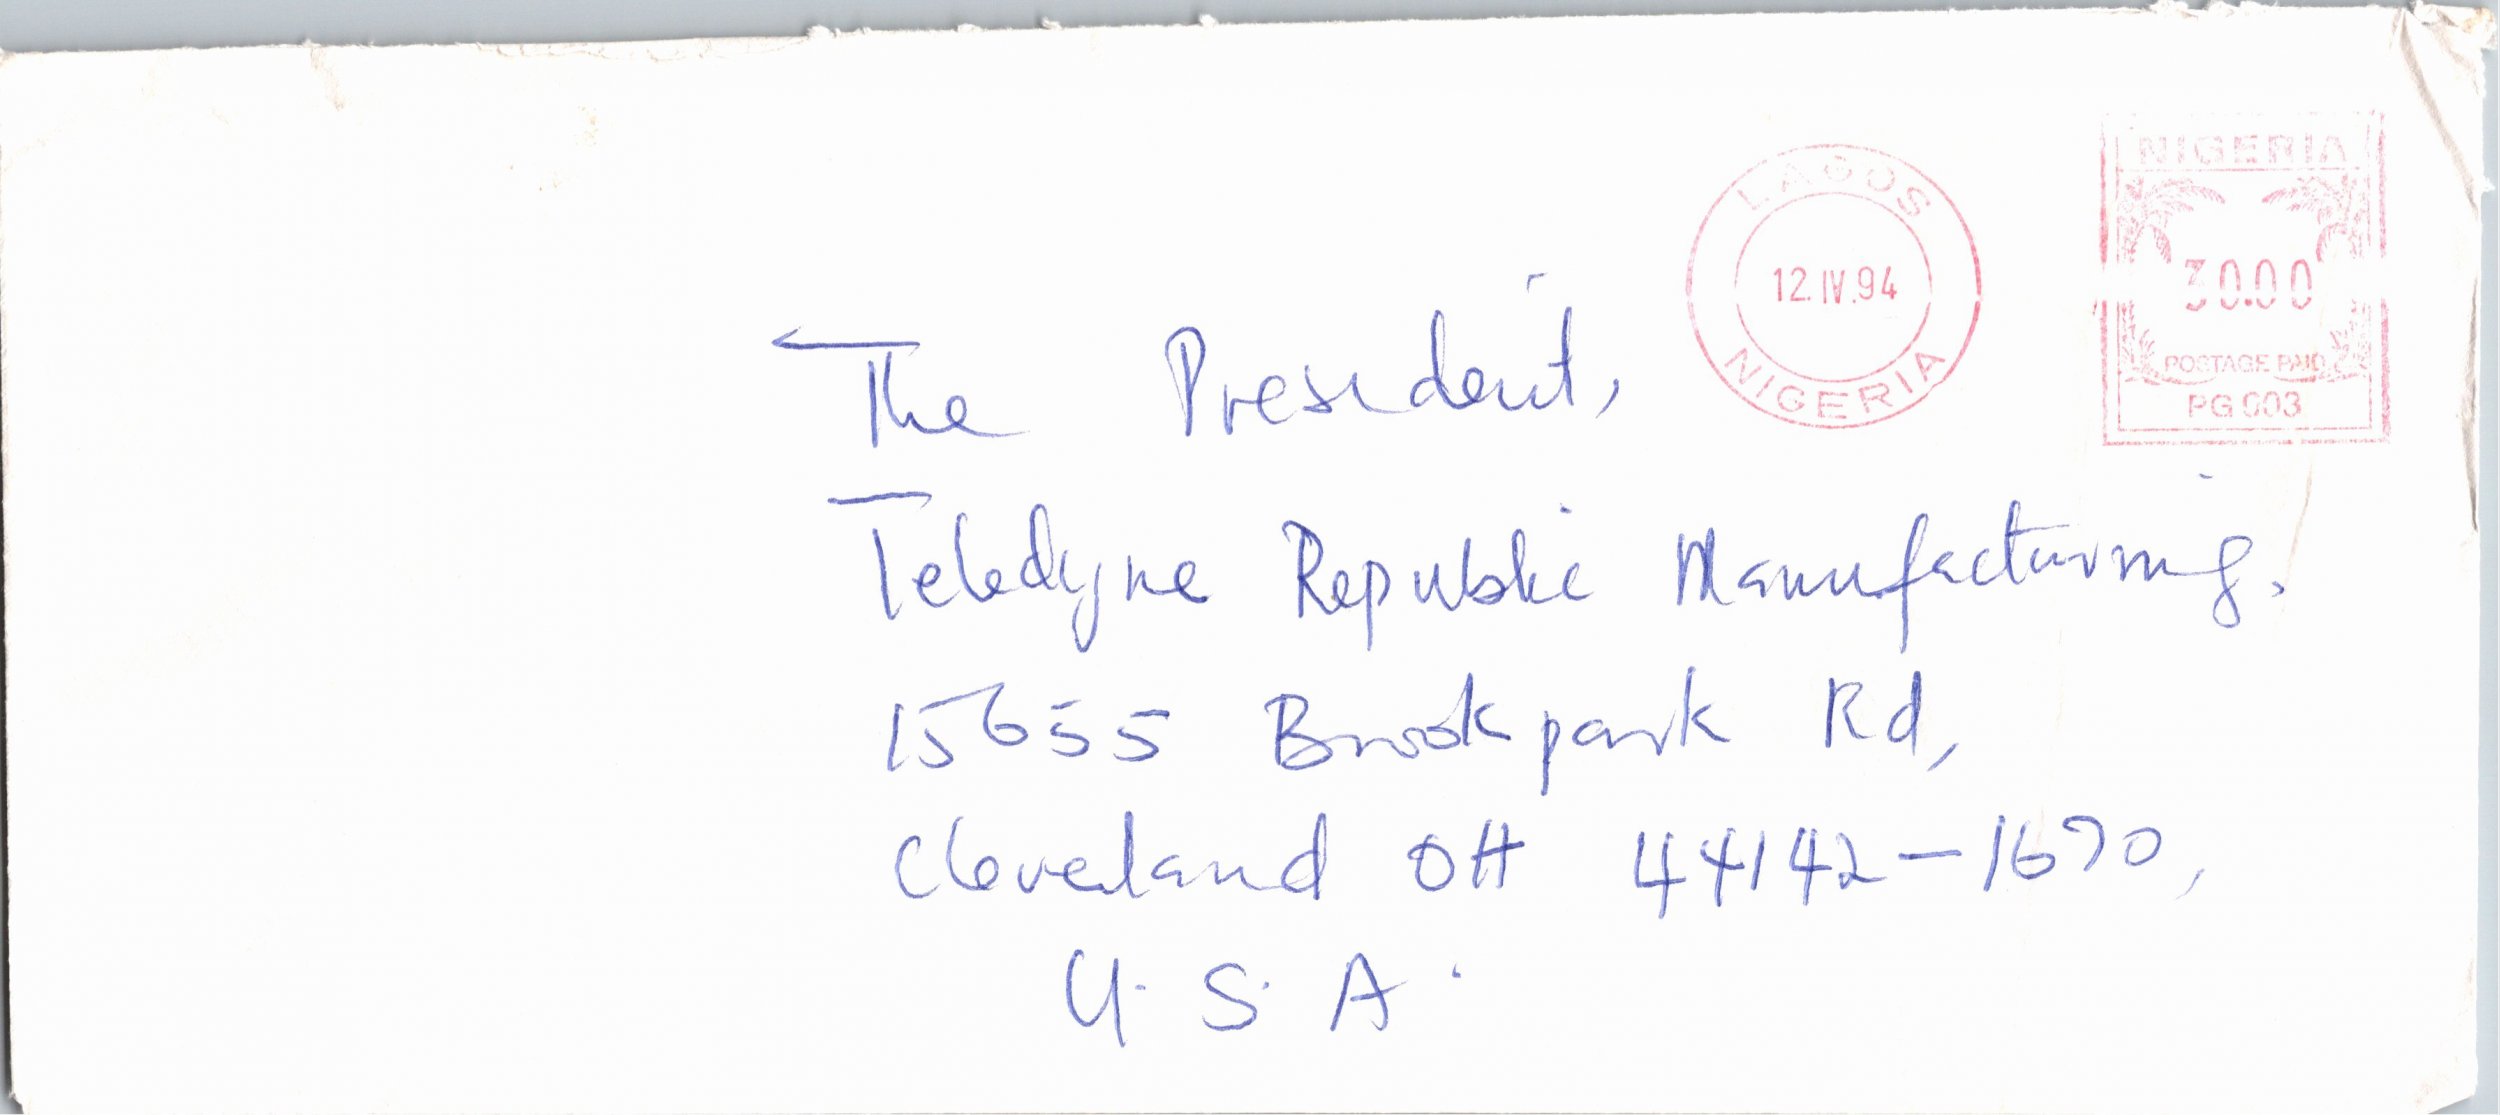 LAGOS
12.IV.94
NIGERIA
NIGERIA
30.00
POSTAGE PAID
PG 003
The President,
Teledyne Republic Manufacturing,
15655 Brookpark Rd,
Cleveland OH 44142-1670,
U.S.A.